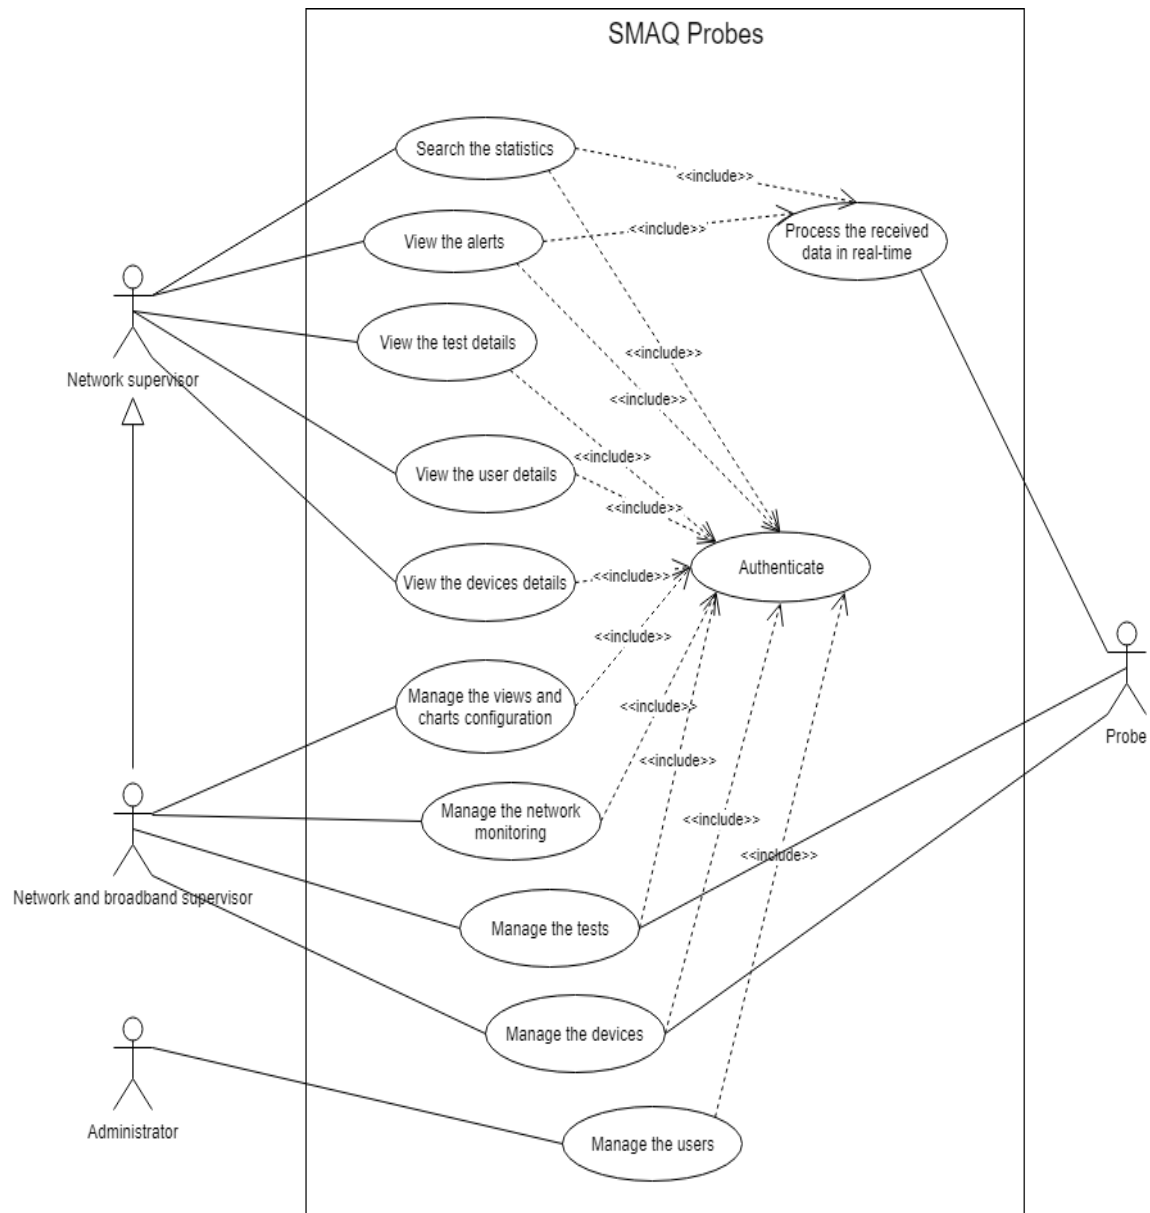 SMAQ Probes
Search the statistics
<<include>>
View the alerts
<<include>>
Process the received
data in real-time
View the test details
<<include>>
Network supervisor
<<include>>
<<include>>
View the user details
<<include>>
View the devices details
<<include>>
Authenticate
<<include>>
Manage the views and
charts configuration
<<include>>
Probe
<<include>>
Manage the network
monitoring
<<include>>
<<include>>
Network and broadband supervisor
Manage the tests
Manage the devices
Administrator
Manage the users